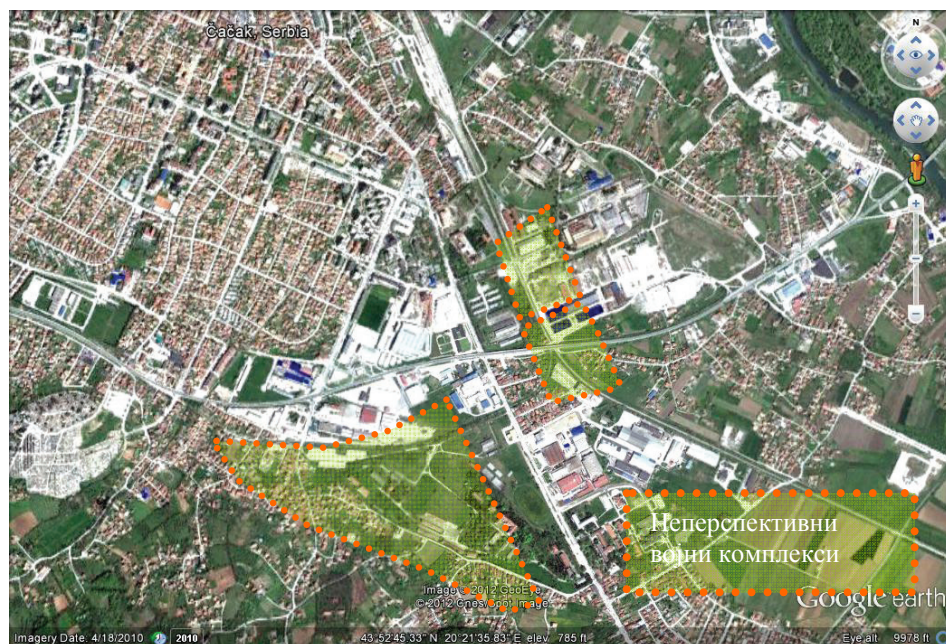 Čačak, Serbia
N
Неперспективни
војни комплекси
Image © 2012 GeoEye
© 2012 Cnes/Spot Image
Google earth
Imagery Date: 4/18/2010 2010 43°52'45.33" N 20°21'35.83" E elev 785 ft Eye alt 9978 ft